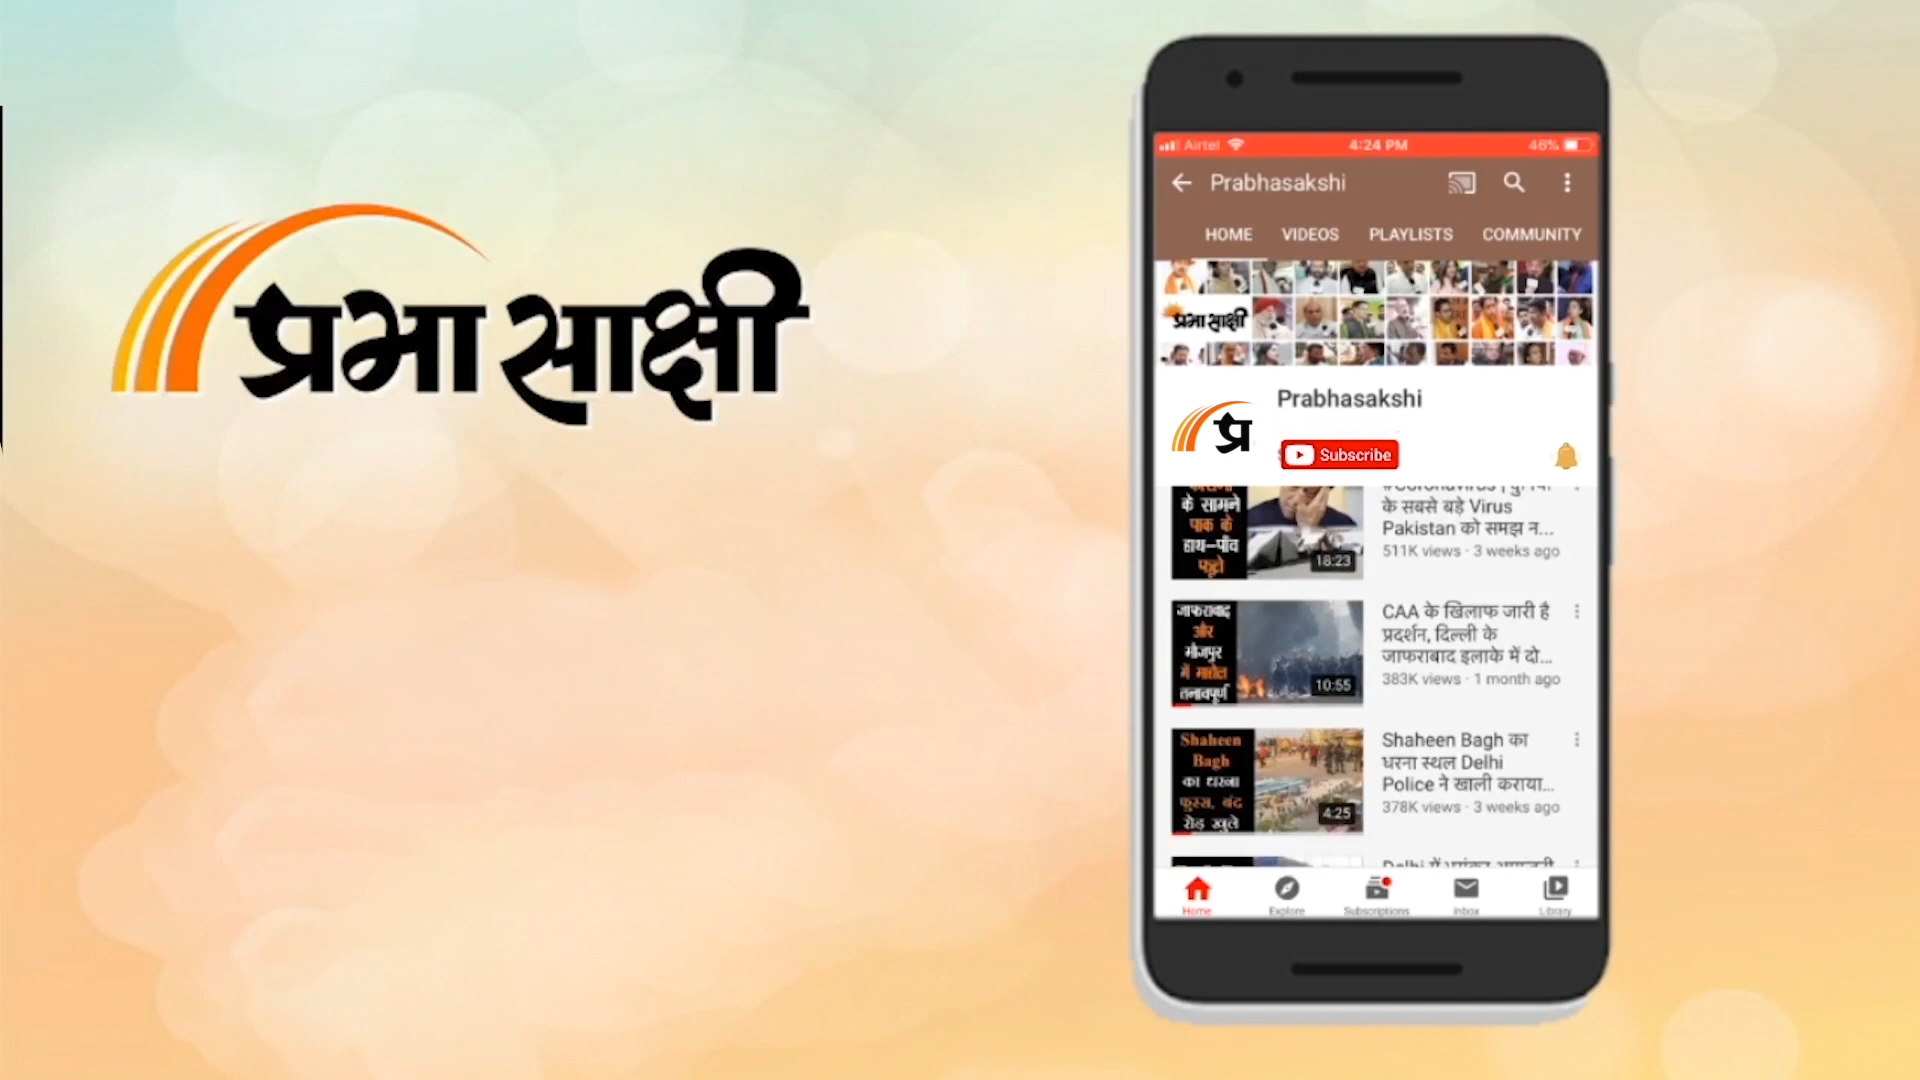 प्रभा साक्षी
Airtel 4:24 PM 46%
Prabhasakshi
HOME VIDEOS PLAYLISTS COMMUNITY
प्रभा साक्षी
Prabhasakshi
प्र
Subscribe
के सामने
पाक के
हाथ-पाँव
फूले
18:23
के सबसे बड़े Virus
Pakistan को समझ न...
511K views · 3 weeks ago
जाफराबाद
और
मौजपुर
में माहौल
तनावपूर्ण
10:55
CAA के खिलाफ जारी है
प्रदर्शन, दिल्ली के
जाफराबाद इलाके में दो...
383K views · 1 month ago
Shaheen Bagh
का धरना
फुस्स, बंद
रोड खुले
4:25
Shaheen Bagh का
धरना स्थल Delhi
Police ने खाली कराया...
378K views · 3 weeks ago
Home Explore Subscriptions Inbox Library